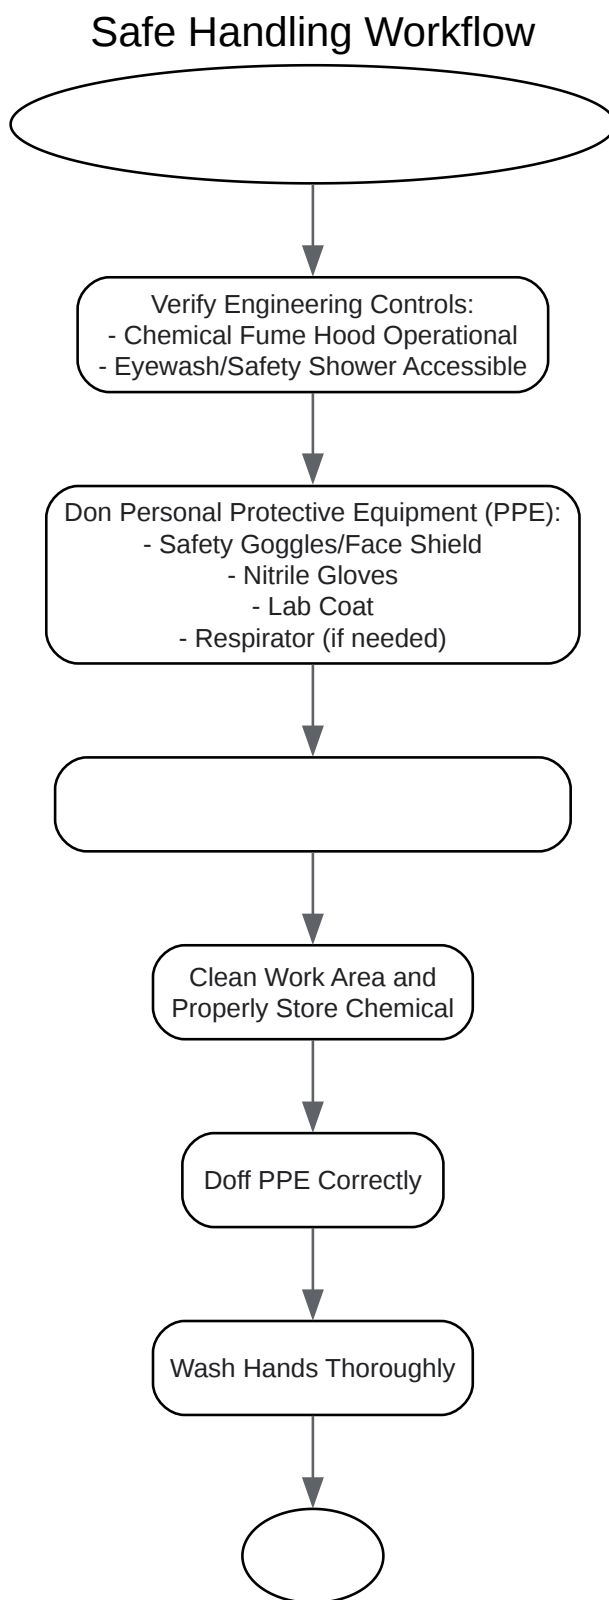 Safe Handling Workflow
Verify Engineering Controls:
- Chemical Fume Hood Operational
- Eyewash/Safety Shower Accessible
Don Personal Protective Equipment (PPE):
- Safety Goggles/Face Shield
- Nitrile Gloves
- Lab Coat
- Respirator (if needed)
Clean Work Area and
Properly Store Chemical
Doff PPE Correctly
Wash Hands Thoroughly